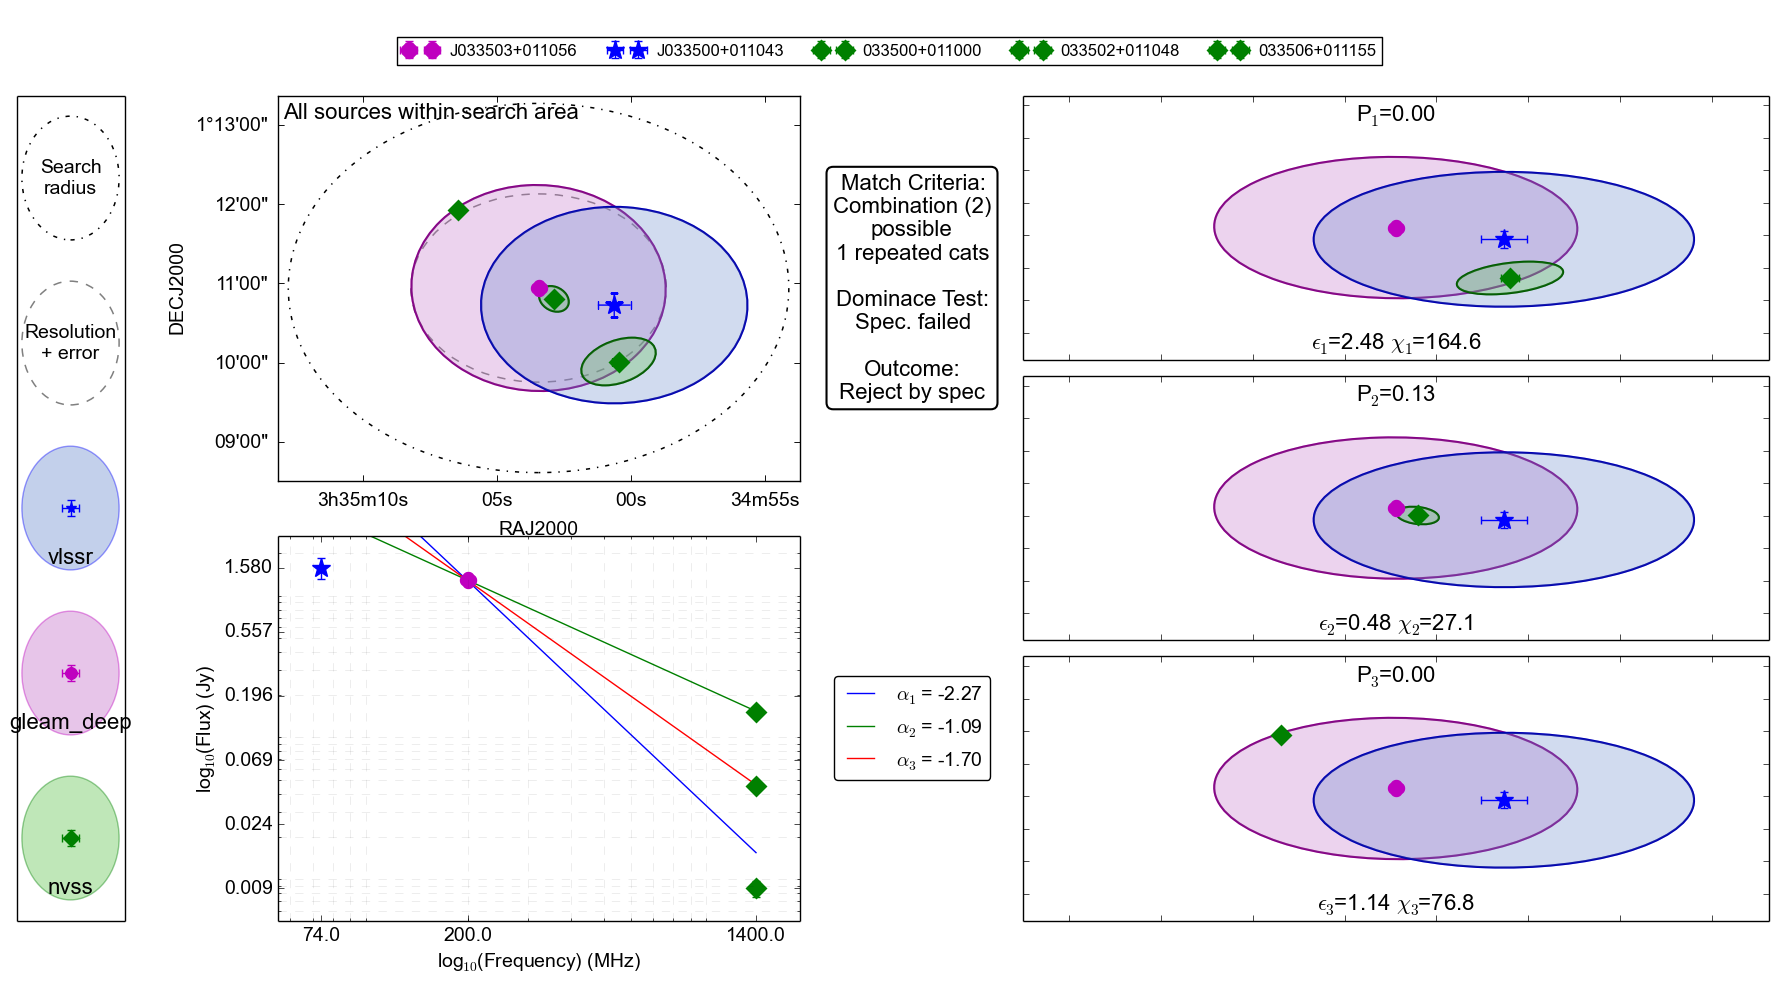 J033503+011056 J033500+011043 033500+011000 033502+011048 033506+011155
Search
radius
Resolution
+ error
vlssr
gleam_deep
nvss
All sources within search area
DECJ2000
1°13'00"
12'00"
11'00"
10'00"
09'00"
3h35m10s 05s 00s 34m55s
RAJ2000
log₁₀(Flux) (Jy)
1.580
0.557
0.196
0.069
0.024
0.009
74.0 200.0 1400.0
log₁₀(Frequency) (MHz)
Match Criteria:
Combination (2)
possible
1 repeated cats
Dominace Test:
Spec. failed
Outcome:
Reject by spec
α₁ = -2.27
α₂ = -1.09
α₃ = -1.70
P₁=0.00
ϵ₁=2.48 χ₁=164.6
P₂=0.13
ϵ₂=0.48 χ₂=27.1
P₃=0.00
ϵ₃=1.14 χ₃=76.8